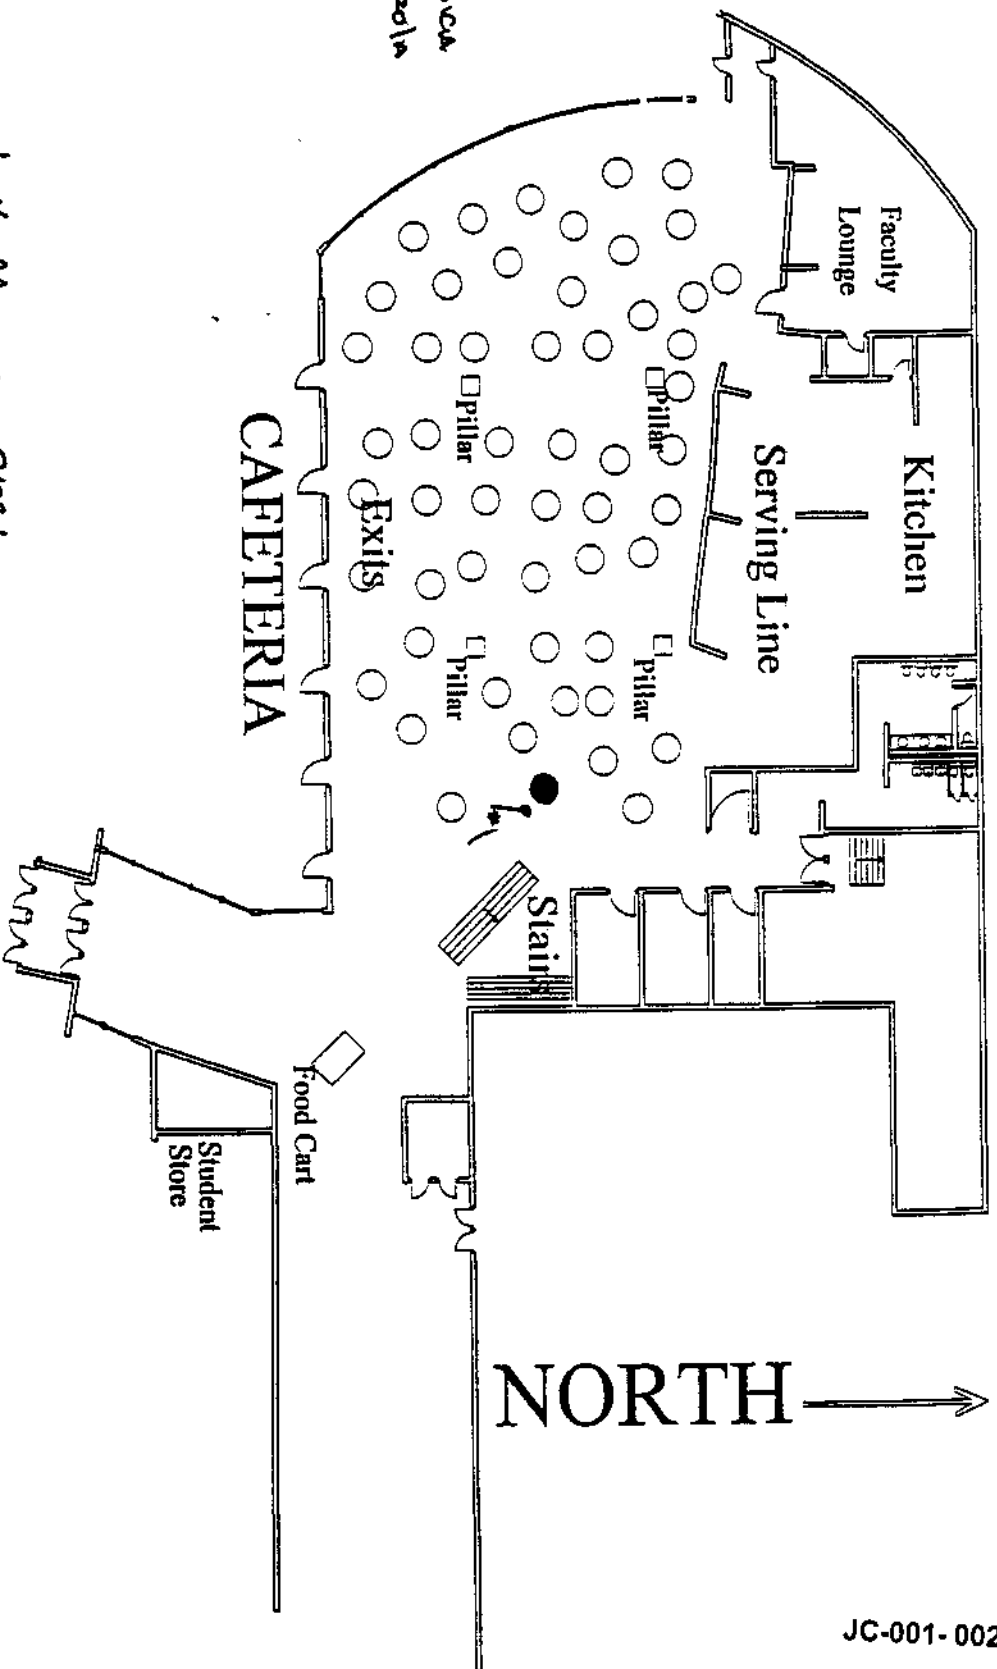 Faculty
Lounge
Kitchen
Serving Line
Pillar
Pillar
Pillar
Pillar
Exits
CAFETERIA
Stairs
Food Cart
Student
Store
NORTH
JC-001-002